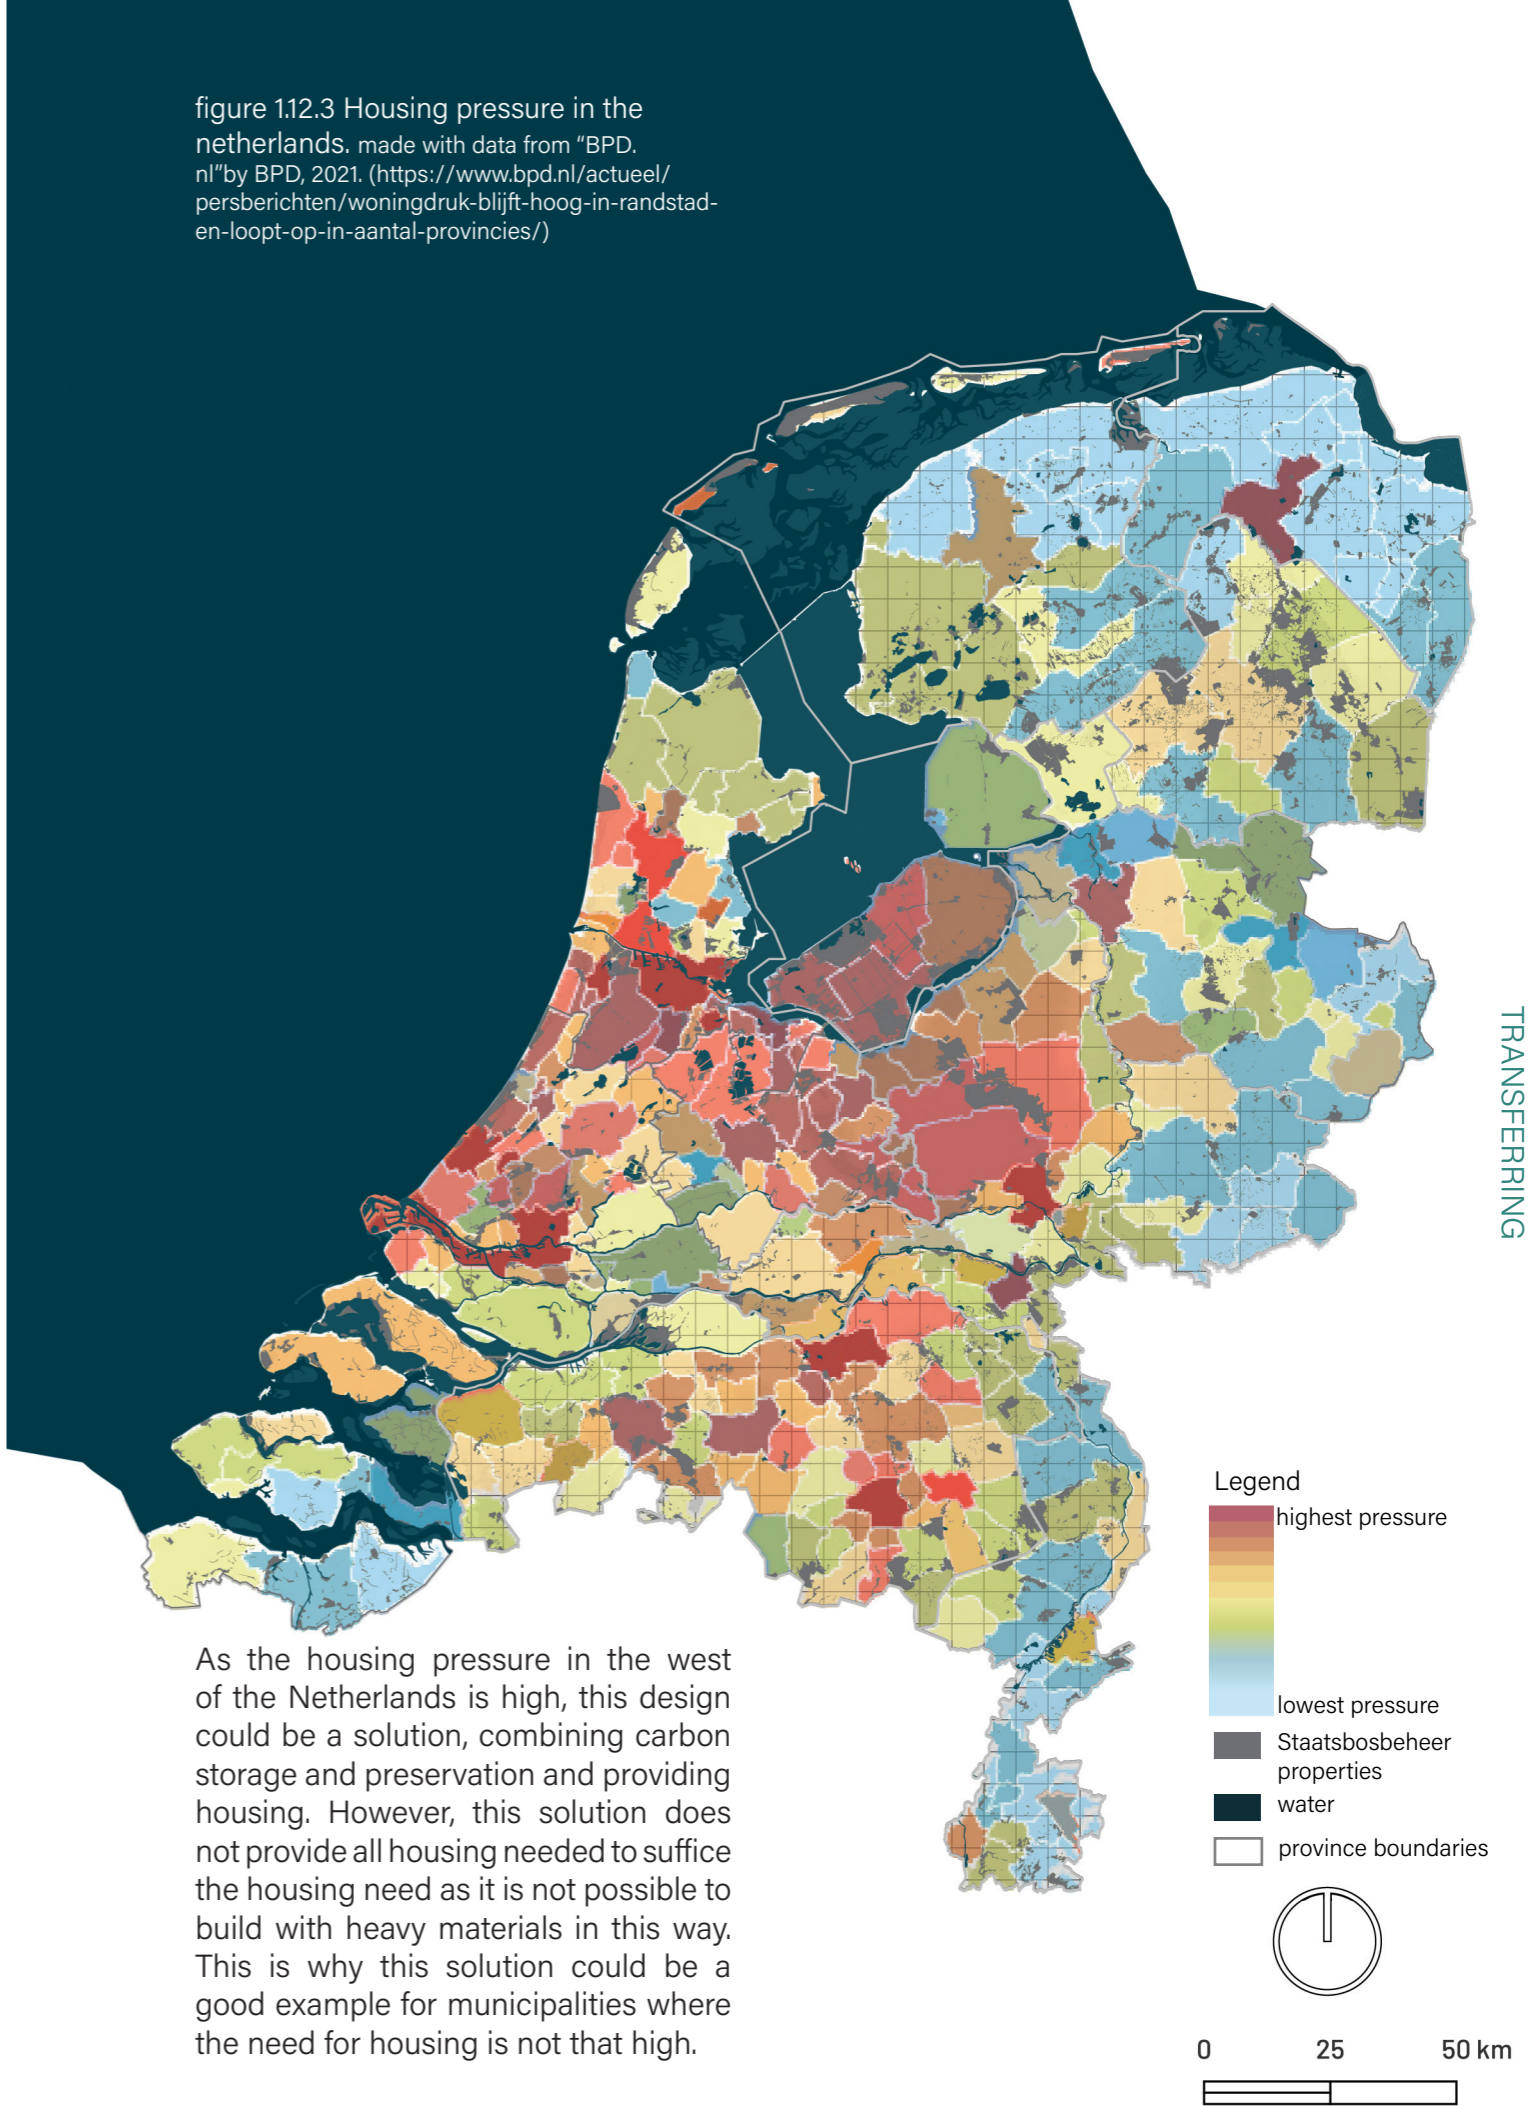 figure 1.12.3 Housing pressure in the
netherlands. made with data from “BPD.
nl”by BPD, 2021. (https://www.bpd.nl/actueel/
persberichten/woningdruk-blijft-hoog-in-randstad-
en-loopt-op-in-aantal-provincies/)
TRANSFERRING
Legend
highest pressure
lowest pressure
Staatsbosbeheer
properties
water
province boundaries
As the housing pressure in the west
of the Netherlands is high, this design
could be a solution, combining carbon
storage and preservation and providing
housing. However, this solution does
not provide all housing needed to suffice
the housing need as it is not possible to
build with heavy materials in this way.
This is why this solution could be a
good example for municipalities where
the need for housing is not that high.
0 25 50 km